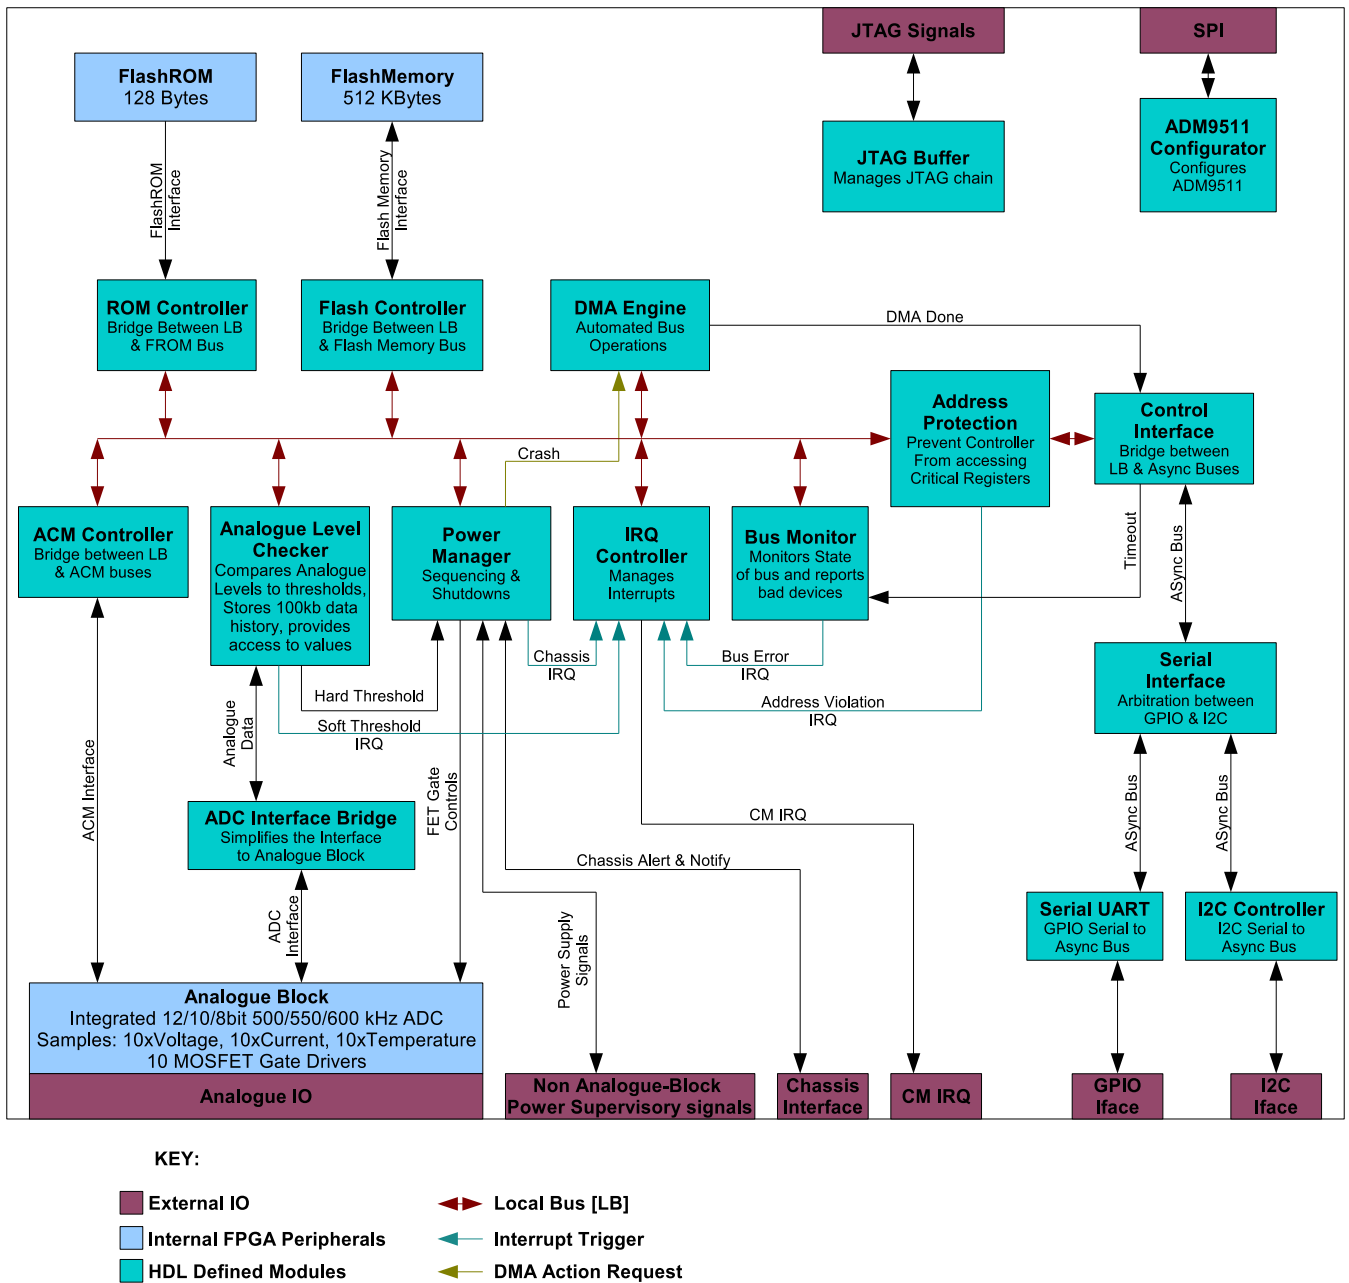 JTAG Signals
SPI
FlashROM
128 Bytes
FlashMemory
512 KBytes
JTAG Buffer
Manages JTAG chain
ADM9511
Configurator
Configures
ADM9511
FlashROM
Interface
Flash Memory
Interface
ROM Controller
Bridge Between LB
& FROM Bus
Flash Controller
Bridge Between LB
& Flash Memory Bus
DMA Engine
Automated Bus
Operations
DMA Done
Address
Protection
Prevent Controller
From accessing
Critical Registers
Control
Interface
Bridge between
LB & Async Buses
Crash
ACM Controller
Bridge between LB
& ACM buses
Analogue Level
Checker
Compares Analogue
Levels to thresholds,
Stores 100kb data
history, provides
access to values
Power
Manager
Sequencing &
Shutdowns
IRQ
Controller
Manages
Interrupts
Bus Monitor
Monitors State
of bus and reports
bad devices
Timeout
ASync Bus
Chassis
IRQ
Bus Error
IRQ
Hard Threshold
Address Violation
IRQ
Soft Threshold
IRQ
Serial
Interface
Arbitration between
GPIO & I2C
Analogue
Data
ACM Interface
FET Gate
Controls
ADC Interface Bridge
Simplifies the Interface
to Analogue Block
CM IRQ
Chassis Alert & Notify
ASync Bus
ASync Bus
ADC
Interface
Power Supply
Signals
Serial UART
GPIO Serial to
Async Bus
I2C Controller
I2C Serial to
Async Bus
Analogue Block
Integrated 12/10/8bit 500/550/600 kHz ADC
Samples: 10xVoltage, 10xCurrent, 10xTemperature
10 MOSFET Gate Drivers
Analogue IO
Non Analogue-Block
Power Supervisory signals
Chassis
Interface
CM IRQ
GPIO
Iface
I2C
Iface
KEY:
External IO
Local Bus [LB]
Internal FPGA Peripherals
Interrupt Trigger
HDL Defined Modules
DMA Action Request